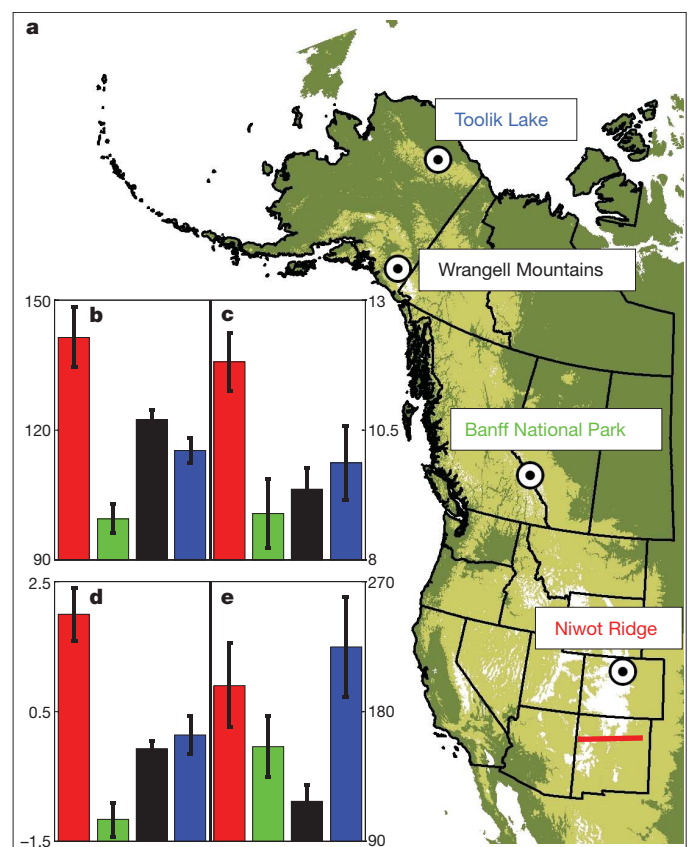 a
Toolik Lake
Wrangell Mountains
150
b
c
13
120
10.5
Banff National Park
90
8
2.5
d
e
270
Niwot Ridge
0.5
180
−1.5
90